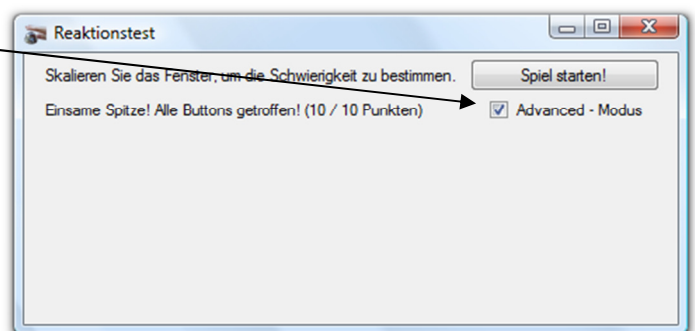 Reaktionstest
Skalieren Sie das Fenster, um die Schwierigkeit zu bestimmen. Spiel starten!
Einsame Spitze! Alle Buttons getroffen! (10 / 10 Punkten) Advanced - Modus